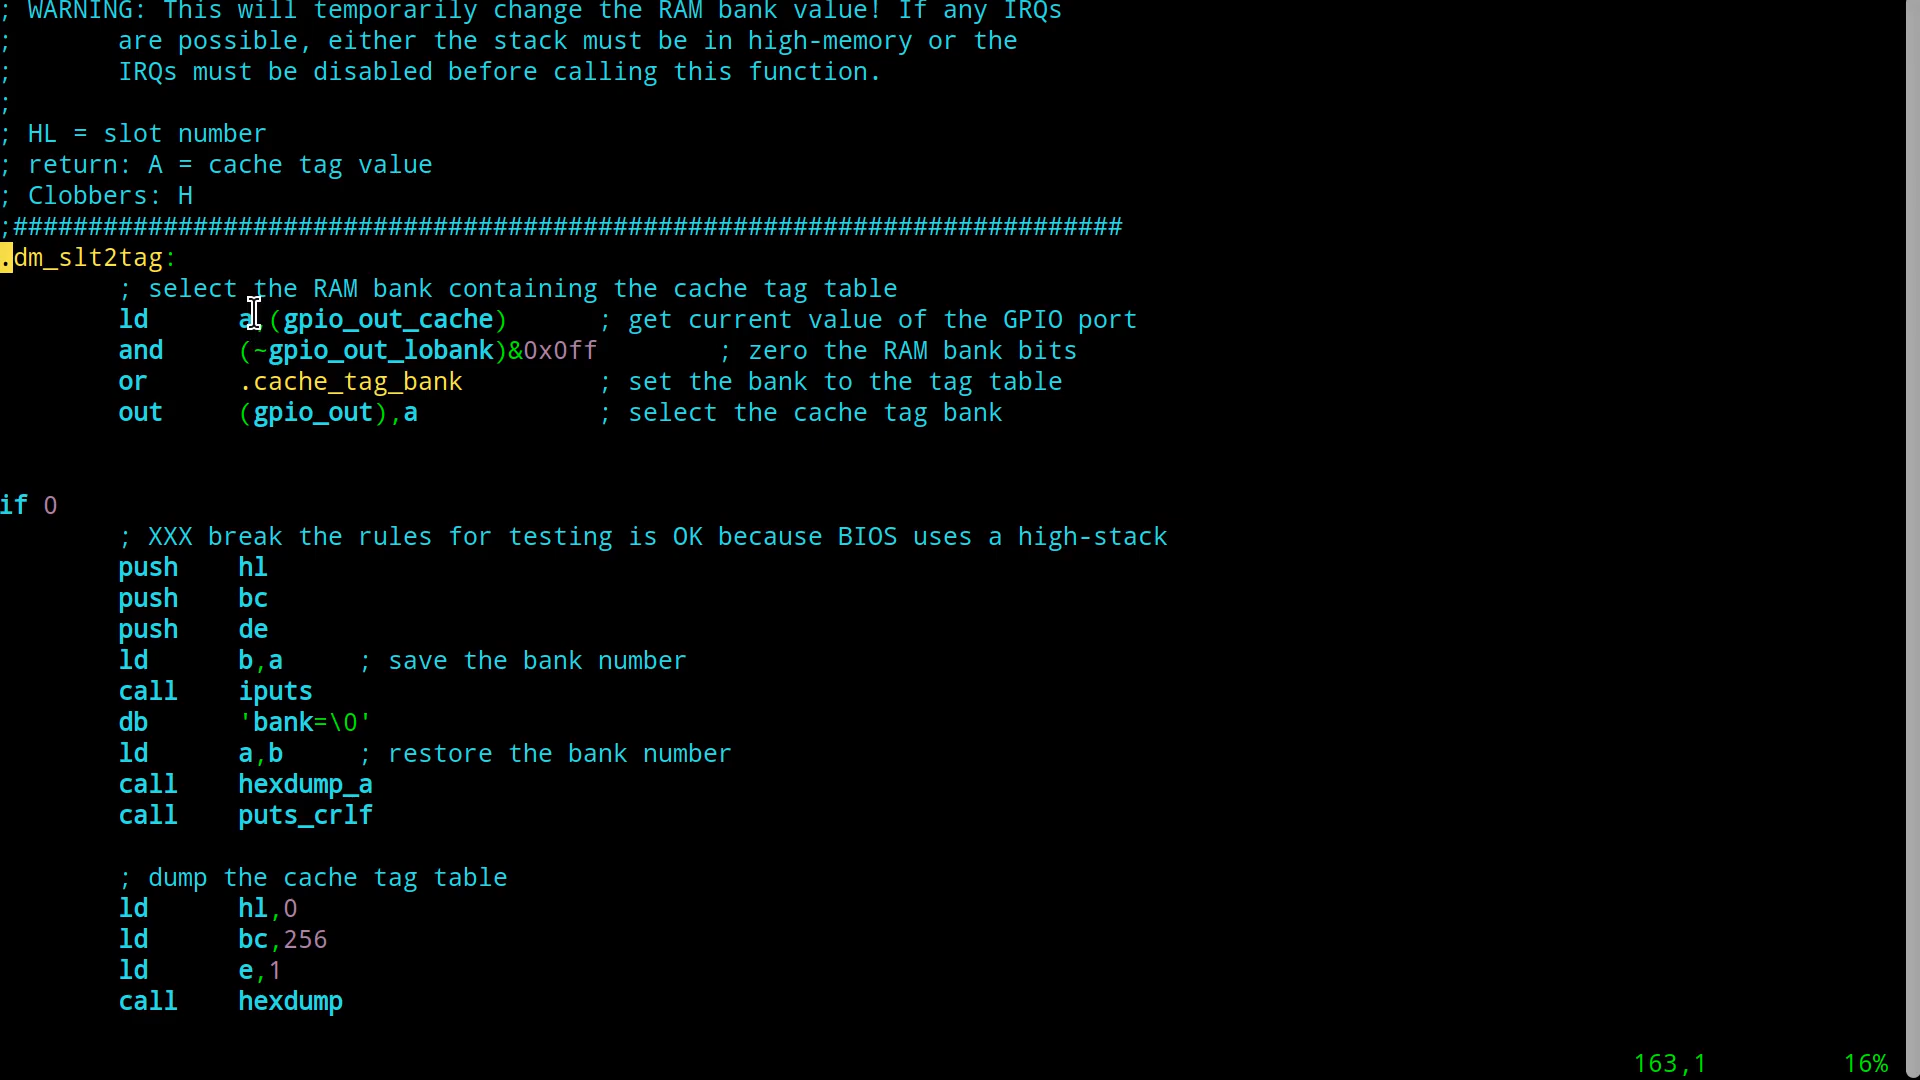 ; WARNING: This will temporarily change the RAM bank value! If any IRQs
;       are possible, either the stack must be in high-memory or the
;       IRQs must be disabled before calling this function.
;
; HL = slot number
; return: A = cache tag value
; Clobbers: H
;##########################################################################
.dm_slt2tag:
        ; select the RAM bank containing the cache tag table
        ld      a,(gpio_out_cache)      ; get current value of the GPIO port
        and     (~gpio_out_lobank)&0x0ff        ; zero the RAM bank bits
        or      .cache_tag_bank         ; set the bank to the tag table
        out     (gpio_out),a            ; select the cache tag bank
if 0
        ; XXX break the rules for testing is OK because BIOS uses a high-stack
        push    hl
        push    bc
        push    de
        ld      b,a     ; save the bank number
        call    iputs
        db      'bank=\0'
        ld      a,b     ; restore the bank number
        call    hexdump_a
        call    puts_crlf
        ; dump the cache tag table
        ld      hl,0
        ld      bc,256
        ld      e,1
        call    hexdump
163,1         16%